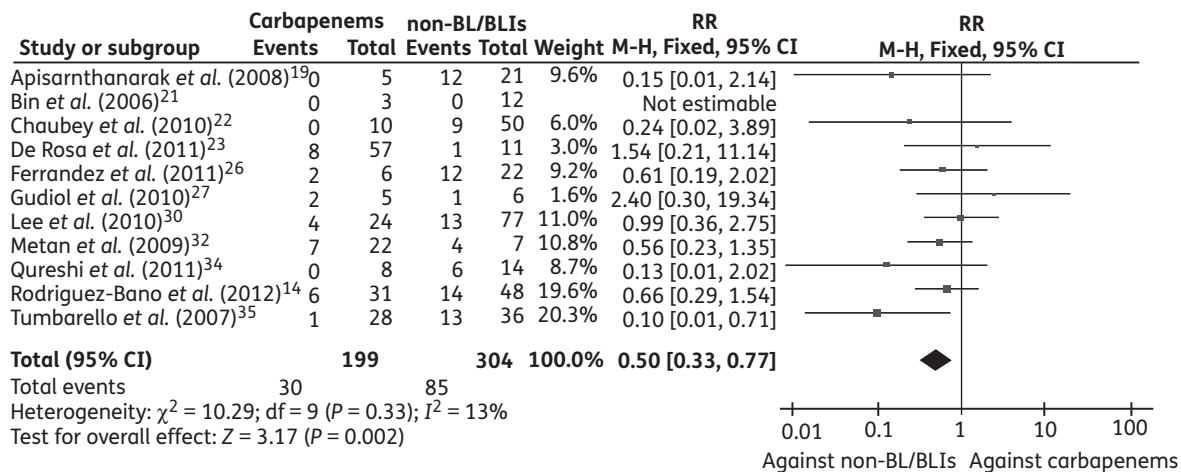 Carbapenems non-BL/BLIs RR RR
Study or subgroup Events Total Events Total Weight M-H, Fixed, 95% CI M-H, Fixed, 95% CI
Apisarnthanarak et al. (2008)19 0 5 12 21 9.6% 0.15 [0.01, 2.14]
Bin et al. (2006)21 0 3 0 12 Not estimable
Chaubey et al. (2010)22 0 10 9 50 6.0% 0.24 [0.02, 3.89]
De Rosa et al. (2011)23 8 57 1 11 3.0% 1.54 [0.21, 11.14]
Ferrandez et al. (2011)26 2 6 12 22 9.2% 0.61 [0.19, 2.02]
Gudiol et al. (2010)27 2 5 1 6 1.6% 2.40 [0.30, 19.34]
Lee et al. (2010)30 4 24 13 77 11.0% 0.99 [0.36, 2.75]
Metan et al. (2009)32 7 22 4 7 10.8% 0.56 [0.23, 1.35]
Qureshi et al. (2011)34 0 8 6 14 8.7% 0.13 [0.01, 2.02]
Rodriguez-Bano et al. (2012)14 6 31 14 48 19.6% 0.66 [0.29, 1.54]
Tumbarello et al. (2007)35 1 28 13 36 20.3% 0.10 [0.01, 0.71]
Total (95% CI) 199 304 100.0% 0.50 [0.33, 0.77]
Total events 30 85
Heterogeneity: χ2 = 10.29; df = 9 (P = 0.33); I2 = 13%
Test for overall effect: Z = 3.17 (P = 0.002)
0.01 0.1 1 10 100
Against non-BL/BLIs Against carbapenems